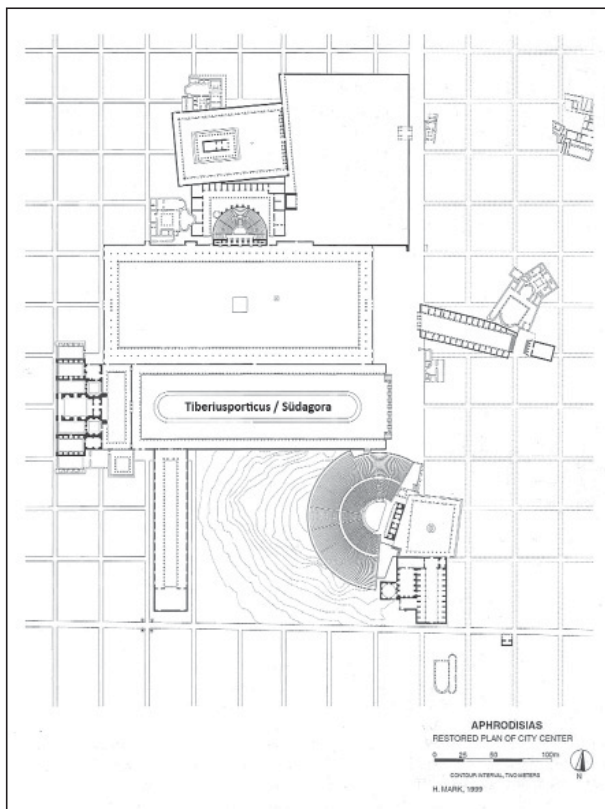 Tiberiusporticus / Südagora
APHRODISIAS
RESTORED PLAN OF CITY CENTER
0 25 50 100m
N
CONTOUR INTERVAL, TWO METERS
H. MARK, 1999